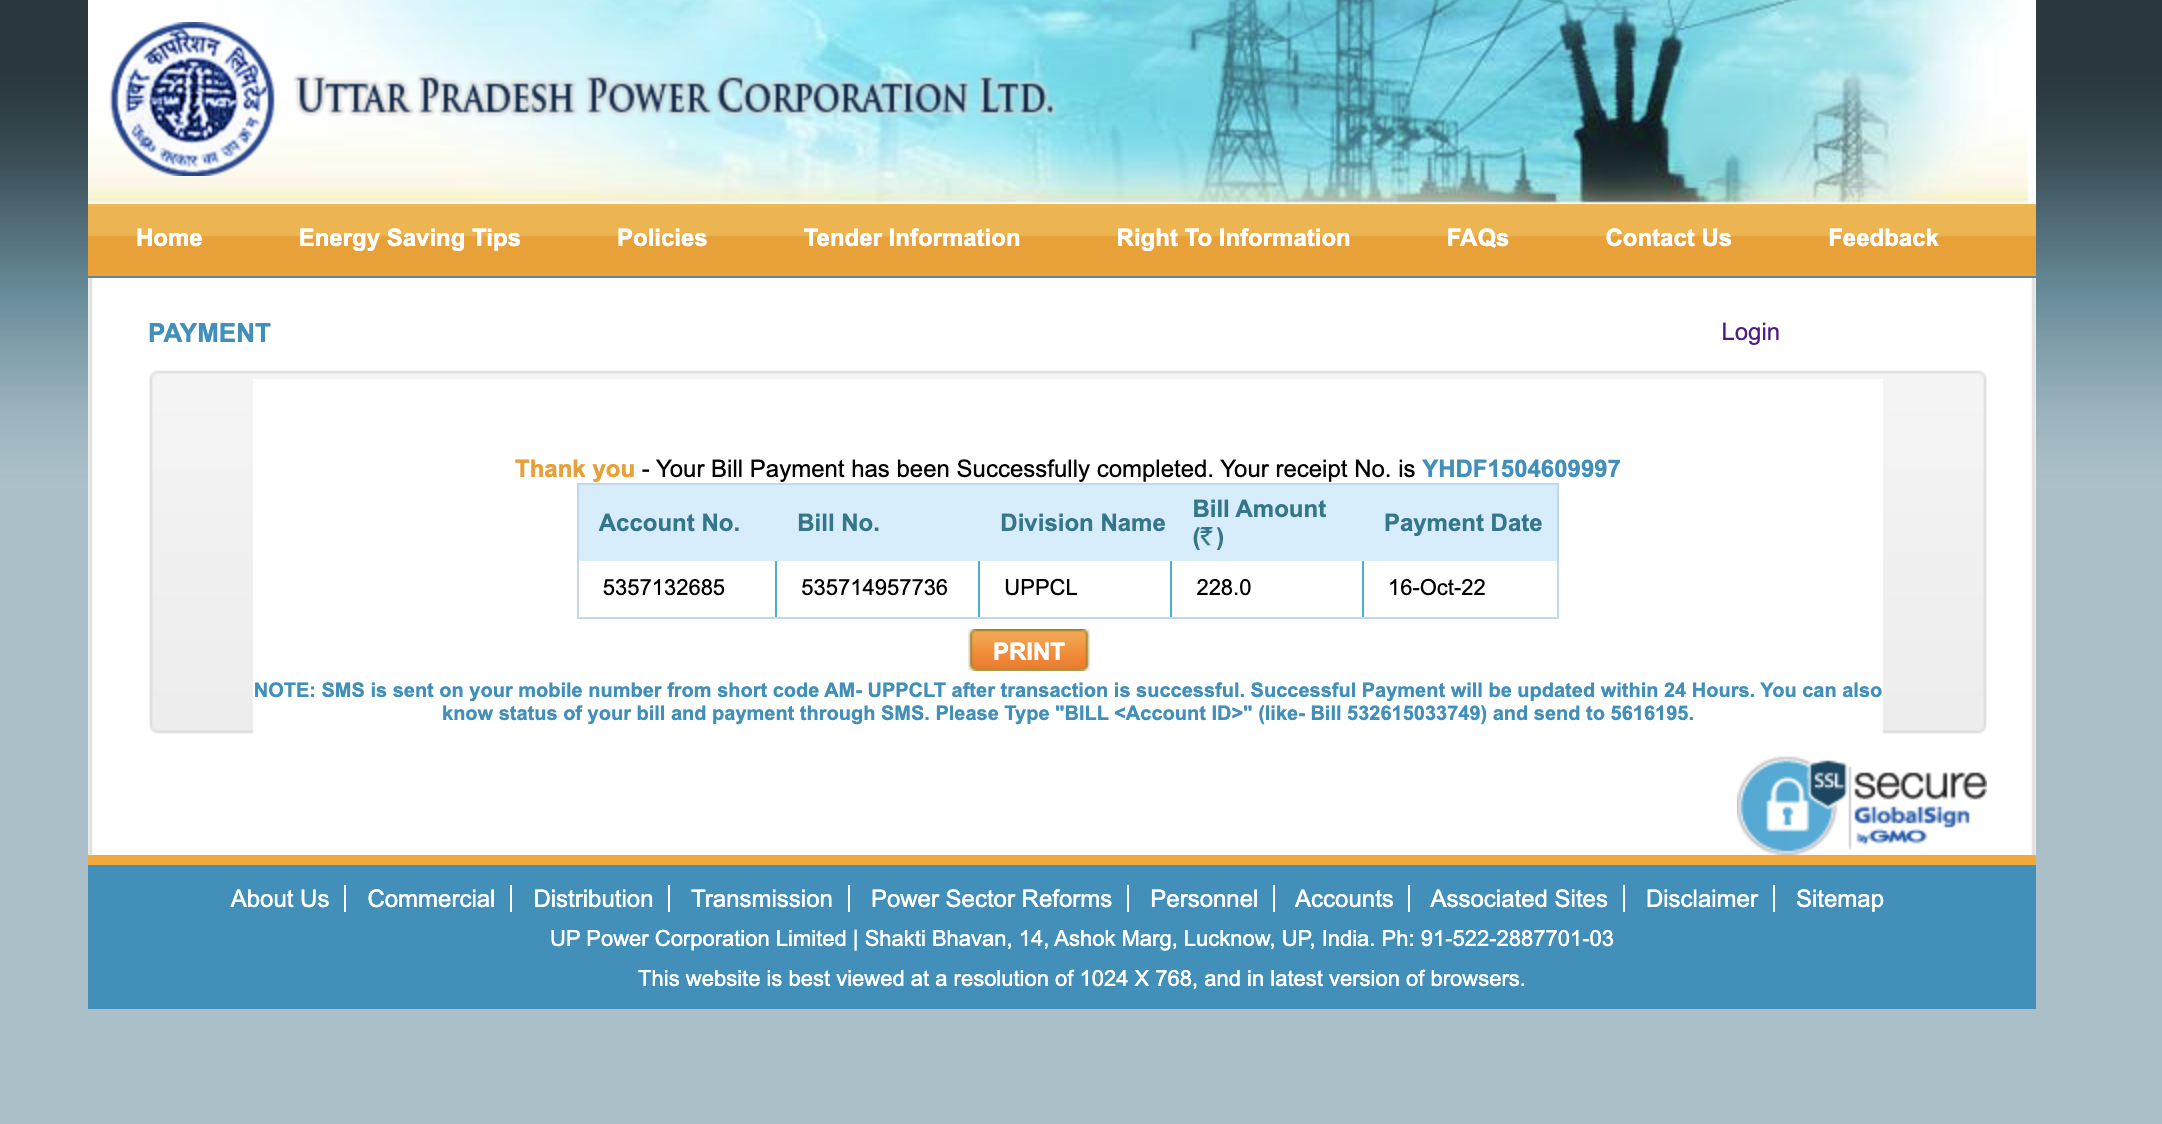 पावर कार्पोरेशन लिमिटेड
उ०प्र० सरकार का उपक्रम
UTTAR PRADESH POWER CORPORATION LTD.
Home Energy Saving Tips Policies Tender Information Right To Information FAQs Contact Us Feedback
PAYMENT Login
Thank you - Your Bill Payment has been Successfully completed. Your receipt No. is YHDF1504609997
Account No. Bill No. Division Name Bill Amount (₹) Payment Date
5357132685 535714957736 UPPCL 228.0 16-Oct-22
PRINT
NOTE: SMS is sent on your mobile number from short code AM- UPPCLT after transaction is successful. Successful Payment will be updated within 24 Hours. You can also
know status of your bill and payment through SMS. Please Type "BILL <Account ID>" (like- Bill 532615033749) and send to 5616195.
SSL secure
GlobalSign
by GMO
About Us | Commercial | Distribution | Transmission | Power Sector Reforms | Personnel | Accounts | Associated Sites | Disclaimer | Sitemap
UP Power Corporation Limited | Shakti Bhavan, 14, Ashok Marg, Lucknow, UP, India. Ph: 91-522-2887701-03
This website is best viewed at a resolution of 1024 X 768, and in latest version of browsers.